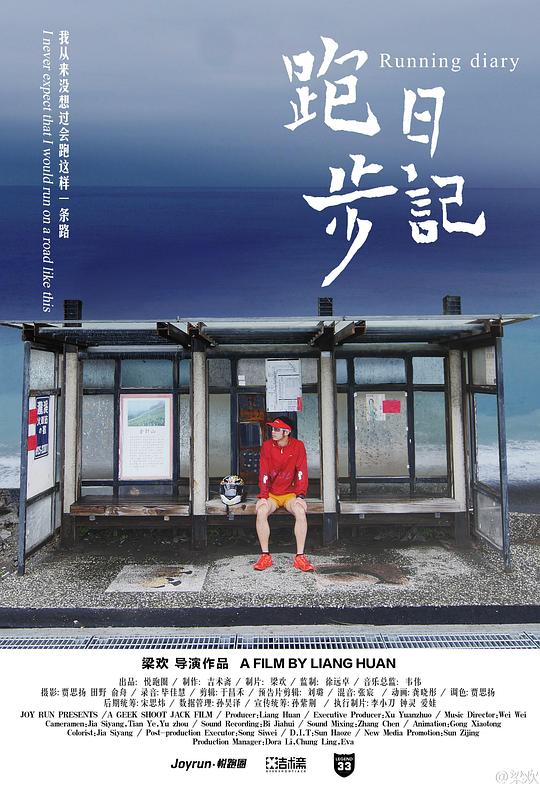 我从来没想过会跑这样一条路
I never expect that I would run on a road like this
Running diary
跑步
日記
金針山
梁欢 导演作品 A FILM BY LIANG HUAN
出品: 悦跑圈 / 制作: 吉术斋 / 制片: 梁欢 / 监制: 徐远卓 / 音乐总监: 韦伟
摄影: 贾思扬 田野 俞舟 / 录音: 毕佳慧 / 剪辑: 于昌禾 / 预告片剪辑: 刘璐 / 混音: 张宸 / 动画: 龚晓彤 / 调色: 贾思扬
后期统筹: 宋思炜 / 数据管理: 孙昊泽 / 宣传统筹: 孙紫荆 / 执行制片: 李小刀 钟灵 爱娃
JOY RUN PRESENTS /A GEEK SHOOT JACK FILM / Producer:Liang Huan / Executive Producer:Xu Yuanzhuo / Music Director:Wei Wei
Cameramen:Jia Siyang,Tian Ye,Yu zhou / Sound Recording:Bi Jiahui / Sound Mixing:Zhang Chen / Animation:Gong Xiaotong
Colorist:Jia Siyang / Post-production Executor:Song Siwei / D.I.T:Sun Haoze / New Media Promotion:Sun Zijing
Production Manager:Dora Li,Chung Ling,Eva
Joyrun·悦跑圈
吉术斋
GEEKSHOOTJACK
LEGEND
33
@梁欢